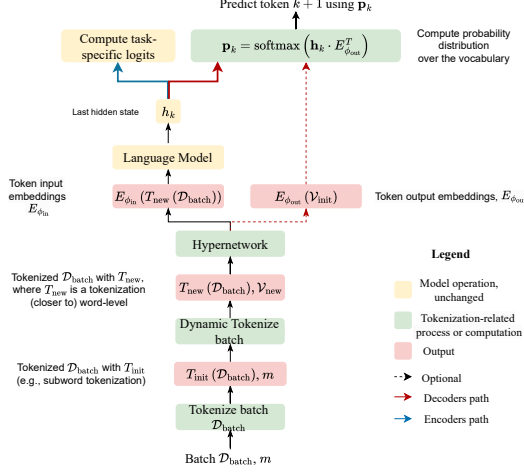 Predict token k + 1 using p_k
Compute task-
specific logits
p_k = softmax (h_k · E^T_{ϕ_out})
Compute probability
distribution
over the vocabulary
Last hidden state
h_k
Language Model
Token input
embeddings
E_{ϕ_in}
E_{ϕ_in} (T_new (𝒟_batch))
E_{ϕ_out} (𝒱_init)
Token output embeddings, E_{ϕ_ou
Hypernetwork
Tokenized 𝒟_batch with T_new,
where T_new is a tokenization
(closer to) word-level
T_new (𝒟_batch), 𝒱_new
Dynamic Tokenize
batch
Tokenized 𝒟_batch with T_init
(e.g., subword tokenization)
T_init (𝒟_batch), m
Tokenize batch
𝒟_batch
Batch 𝒟_batch, m
Legend
Model operation,
unchanged
Tokenization-related
process or computation
Output
Optional
Decoders path
Encoders path